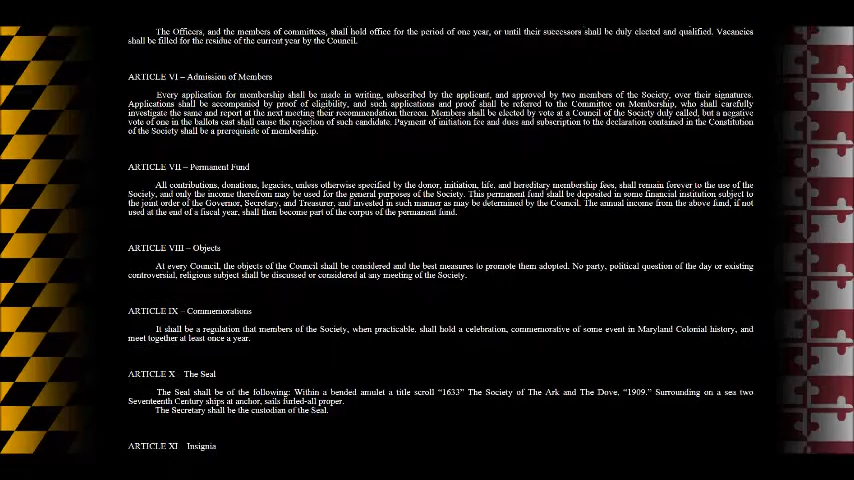 The Officers, and the members of committees, shall hold office for the period of one year, or until their successors shall be duly elected and qualified. Vacancies
shall be filled for the residue of the current year by the Council.
ARTICLE VI – Admission of Members
Every application for membership shall be made in writing, subscribed by the applicant, and approved by two members of the Society, over their signatures.
Applications shall be accompanied by proof of eligibility, and such applications and proof shall be referred to the Committee on Membership, who shall carefully
investigate the same and report at the next meeting their recommendation thereon. Members shall be elected by vote at a Council of the Society duly called, but a negative
vote of one in the ballots cast shall cause the rejection of such candidate. Payment of initiation fee and dues and subscription to the declaration contained in the Constitution
of the Society shall be a prerequisite of membership.
ARTICLE VII – Permanent Fund
All contributions, donations, legacies, unless otherwise specified by the donor, initiation, life, and hereditary membership fees, shall remain forever to the use of the
Society, and only the income therefrom may be used for the general purposes of the Society. This permanent fund shall be deposited in some financial institution subject to
the joint order of the Governor, Secretary, and Treasurer, and invested in such manner as may be determined by the Council. The annual income from the above fund, if not
used at the end of a fiscal year, shall then become part of the corpus of the permanent fund.
ARTICLE VIII – Objects
At every Council, the objects of the Council shall be considered and the best measures to promote them adopted. No party, political question of the day or existing
controversial, religious subject shall be discussed or considered at any meeting of the Society.
ARTICLE IX – Commemorations
It shall be a regulation that members of the Society, when practicable, shall hold a celebration, commemorative of some event in Maryland Colonial history, and
meet together at least once a year.
ARTICLE X – The Seal
The Seal shall be of the following: Within a bended amulet a title scroll “1633” The Society of The Ark and The Dove, “1909.” Surrounding on a sea two
Seventeenth Century ships at anchor, sails furled-all proper.
The Secretary shall be the custodian of the Seal.
ARTICLE XI – Insignia